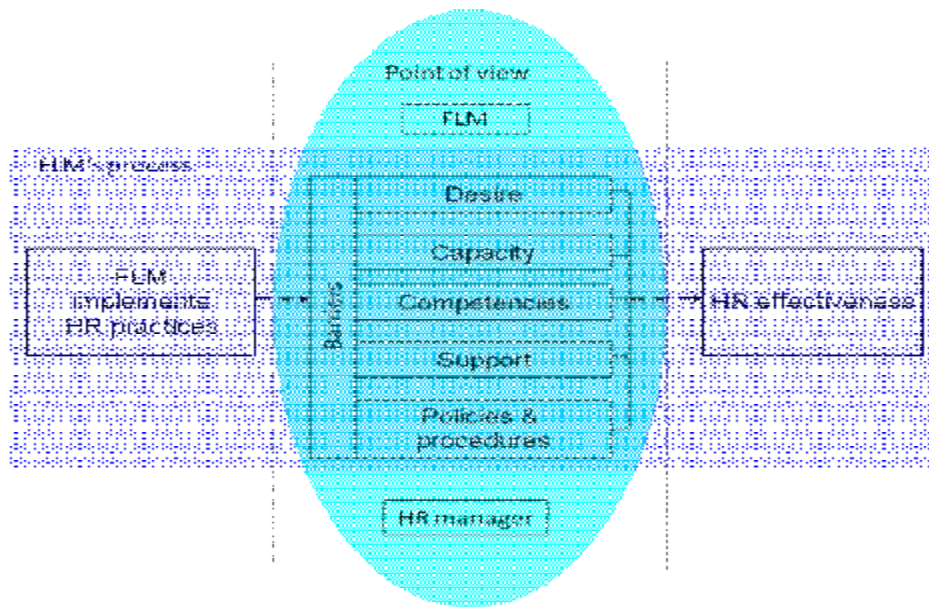 Point of view
FLM
FLM's process
Desire
Capacity
FLM
implements
HR practices
Barriers
Competencies
HR effectiveness
Support
Policies &
procedures
HR manager